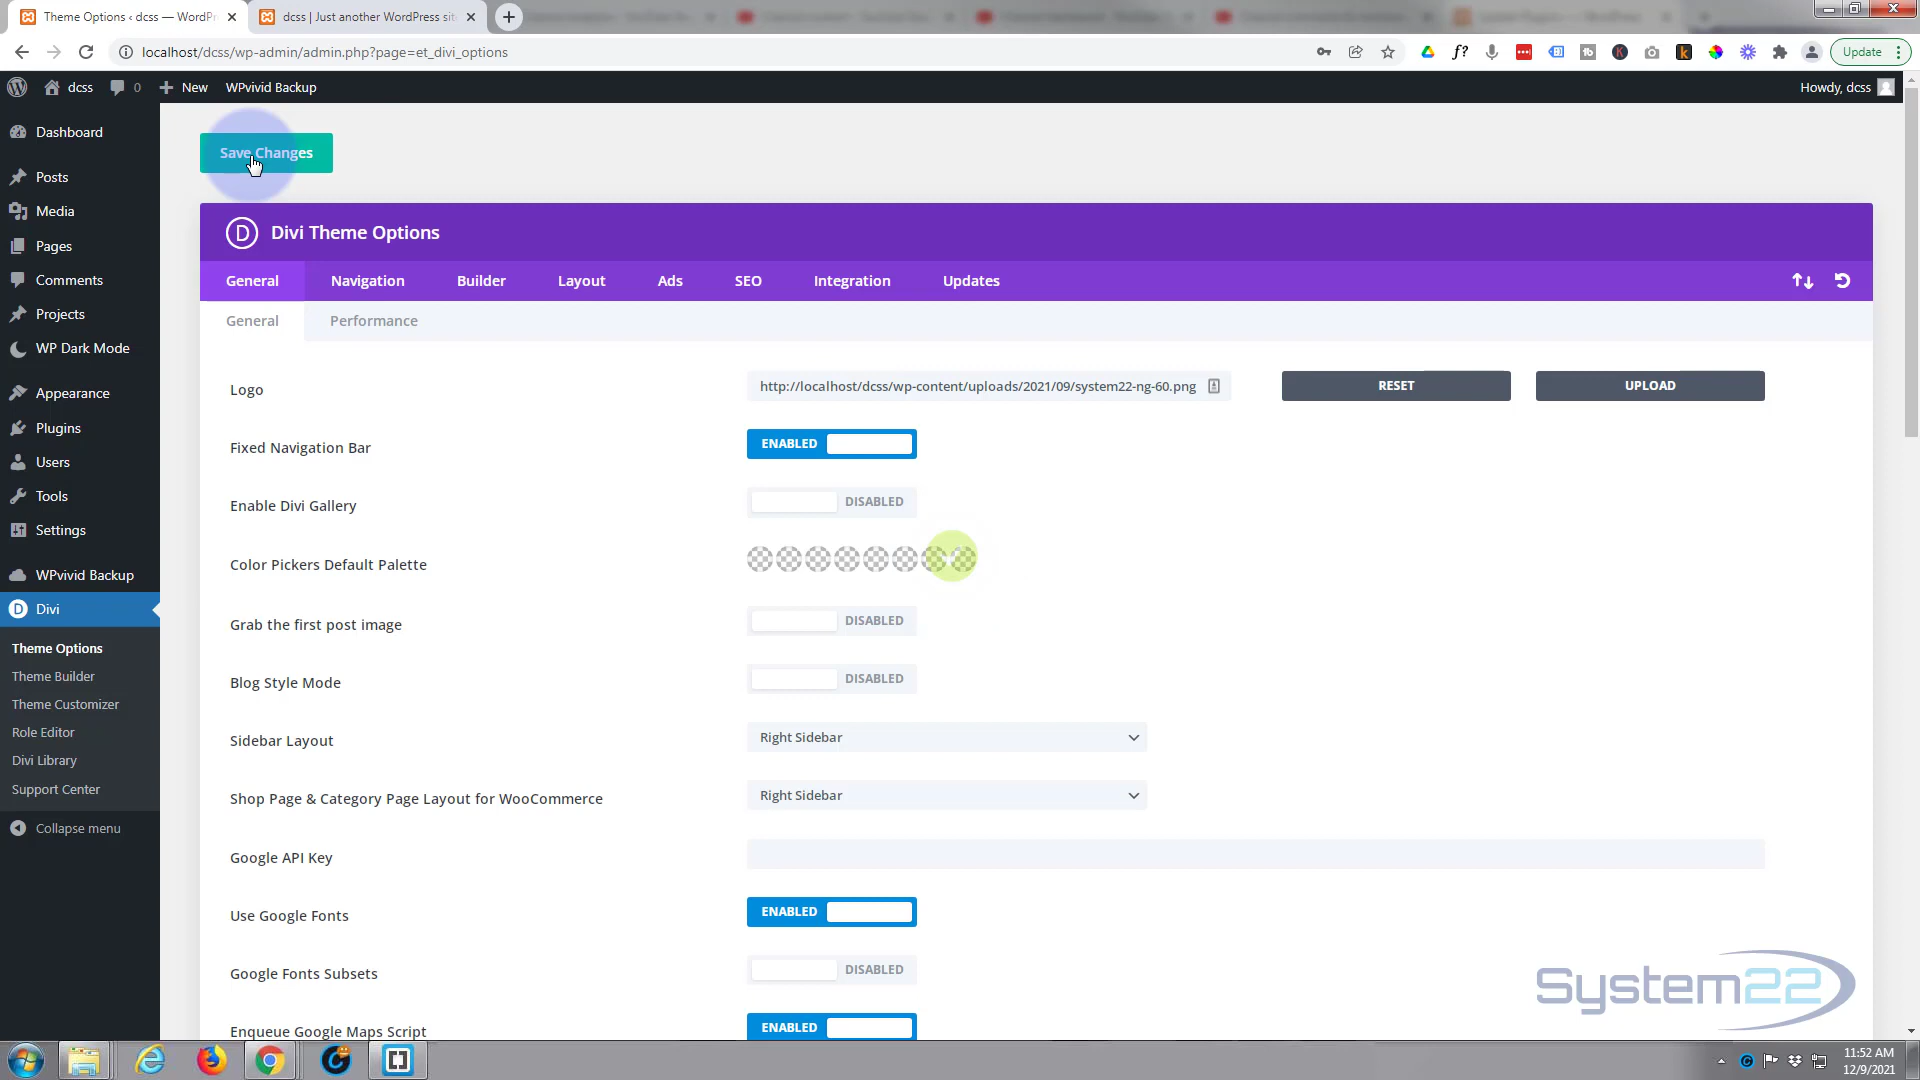 Theme Options ‹ dcss — WordPr
dcss | Just another WordPress sit
localhost/dcss/wp-admin/admin.php?page=et_divi_options
Update
dcss
0
New
WPvivid Backup
Howdy, dcss
Dashboard
Posts
Media
Pages
Comments
Projects
WP Dark Mode
Appearance
Plugins
Users
Tools
Settings
WPvivid Backup
Divi
Theme Options
Theme Builder
Theme Customizer
Role Editor
Divi Library
Support Center
Collapse menu
Save Changes
Divi Theme Options
General
Navigation
Builder
Layout
Ads
SEO
Integration
Updates
General
Performance
Logo
http://localhost/dcss/wp-content/uploads/2021/09/system22-ng-60.png
RESET
UPLOAD
Fixed Navigation Bar
ENABLED
Enable Divi Gallery
DISABLED
Color Pickers Default Palette
Grab the first post image
DISABLED
Blog Style Mode
DISABLED
Sidebar Layout
Right Sidebar
Shop Page & Category Page Layout for WooCommerce
Right Sidebar
Google API Key
Use Google Fonts
ENABLED
Google Fonts Subsets
DISABLED
Enqueue Google Maps Script
ENABLED
System22
11:52 AM
12/9/2021